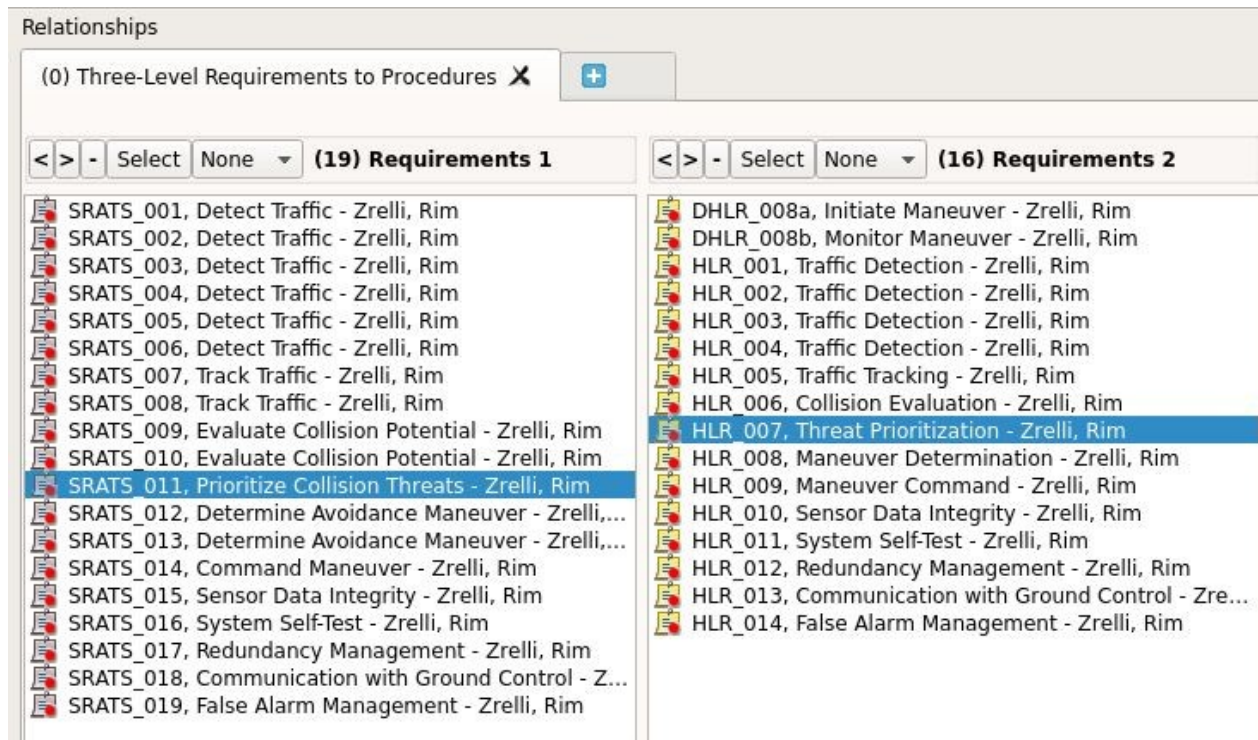 Relationships
(0) Three-Level Requirements to Procedures
< > - Select None (19) Requirements 1
SRATS_001, Detect Traffic - Zrelli, Rim
SRATS_002, Detect Traffic - Zrelli, Rim
SRATS_003, Detect Traffic - Zrelli, Rim
SRATS_004, Detect Traffic - Zrelli, Rim
SRATS_005, Detect Traffic - Zrelli, Rim
SRATS_006, Detect Traffic - Zrelli, Rim
SRATS_007, Track Traffic - Zrelli, Rim
SRATS_008, Track Traffic - Zrelli, Rim
SRATS_009, Evaluate Collision Potential - Zrelli, Rim
SRATS_010, Evaluate Collision Potential - Zrelli, Rim
SRATS_011, Prioritize Collision Threats - Zrelli, Rim
SRATS_012, Determine Avoidance Maneuver - Zrelli,...
SRATS_013, Determine Avoidance Maneuver - Zrelli,...
SRATS_014, Command Maneuver - Zrelli, Rim
SRATS_015, Sensor Data Integrity - Zrelli, Rim
SRATS_016, System Self-Test - Zrelli, Rim
SRATS_017, Redundancy Management - Zrelli, Rim
SRATS_018, Communication with Ground Control - Z...
SRATS_019, False Alarm Management - Zrelli, Rim
< > - Select None (16) Requirements 2
DHLR_008a, Initiate Maneuver - Zrelli, Rim
DHLR_008b, Monitor Maneuver - Zrelli, Rim
HLR_001, Traffic Detection - Zrelli, Rim
HLR_002, Traffic Detection - Zrelli, Rim
HLR_003, Traffic Detection - Zrelli, Rim
HLR_004, Traffic Detection - Zrelli, Rim
HLR_005, Traffic Tracking - Zrelli, Rim
HLR_006, Collision Evaluation - Zrelli, Rim
HLR_007, Threat Prioritization - Zrelli, Rim
HLR_008, Maneuver Determination - Zrelli, Rim
HLR_009, Maneuver Command - Zrelli, Rim
HLR_010, Sensor Data Integrity - Zrelli, Rim
HLR_011, System Self-Test - Zrelli, Rim
HLR_012, Redundancy Management - Zrelli, Rim
HLR_013, Communication with Ground Control - Zre...
HLR_014, False Alarm Management - Zrelli, Rim